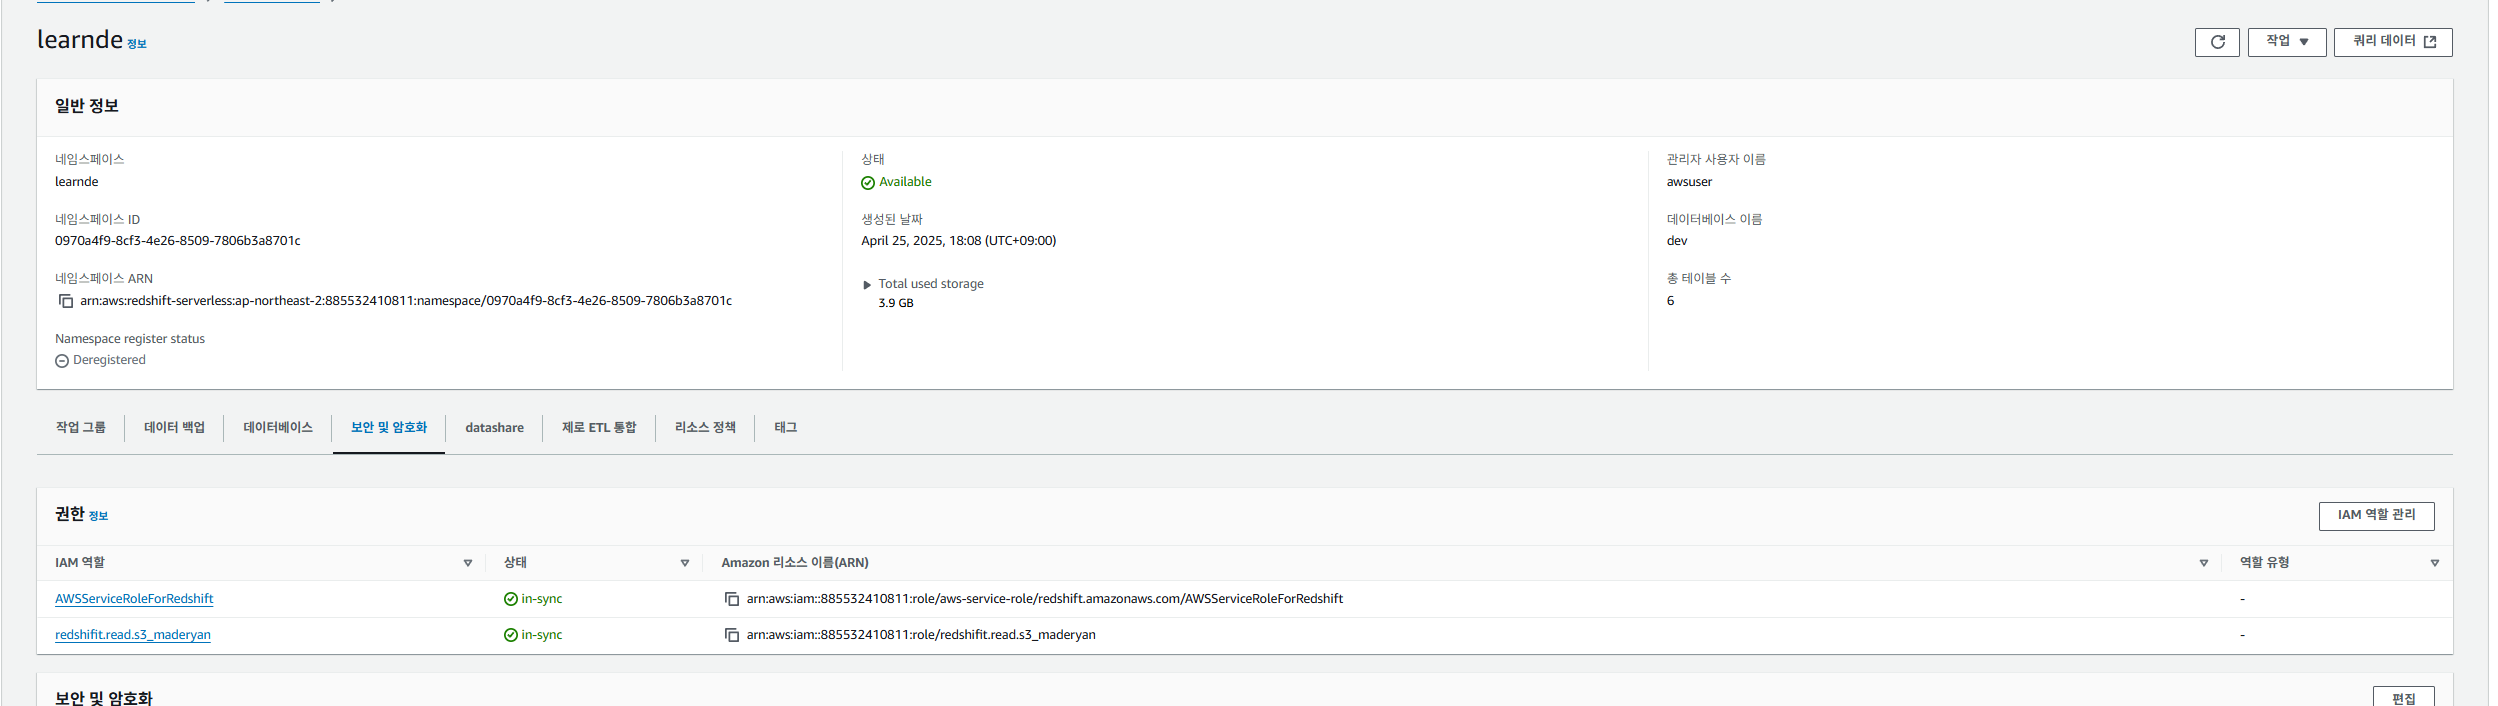 learnde 정보
작업 쿼리 데이터
일반 정보
네임스페이스
learnde
네임스페이스 ID
0970a4f9-8cf3-4e26-8509-7806b3a8701c
네임스페이스 ARN
arn:aws:redshift-serverless:ap-northeast-2:885532410811:namespace/0970a4f9-8cf3-4e26-8509-7806b3a8701c
Namespace register status
Deregistered
상태
Available
생성된 날짜
April 25, 2025, 18:08 (UTC+09:00)
Total used storage
3.9 GB
관리자 사용자 이름
awsuser
데이터베이스 이름
dev
총 테이블 수
6
작업 그룹 데이터 백업 데이터베이스 보안 및 암호화 datashare 제로 ETL 통합 리소스 정책 태그
권한 정보
IAM 역할 관리
IAM 역할 상태 Amazon 리소스 이름(ARN) 역할 유형
AWSServiceRoleForRedshift in-sync arn:aws:iam::885532410811:role/aws-service-role/redshift.amazonaws.com/AWSServiceRoleForRedshift -
redshifit.read.s3_maderyan in-sync arn:aws:iam::885532410811:role/redshifit.read.s3_maderyan -
보안 및 암호화
편집